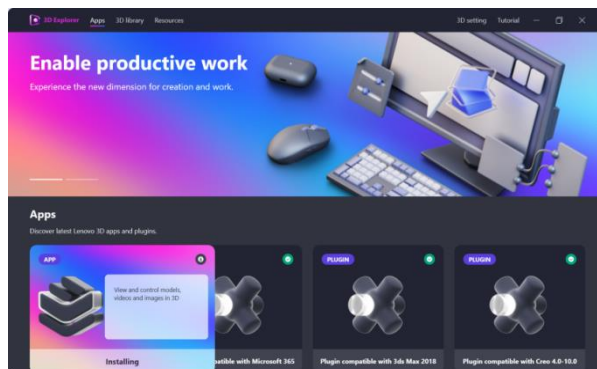 3D Explorer Apps 3D library Resources 3D setting Tutorial
Enable productive work
Experience the new dimension for creation and work.
Apps
Discover latest Lenovo 3D apps and plugins.
APP PLUGIN PLUGIN
View and control models,
videos and images in 3D
Installing patible with Microsoft 365 Plugin compatible with 3ds Max 2018 Plugin compatible with Creo 4.0-10.0